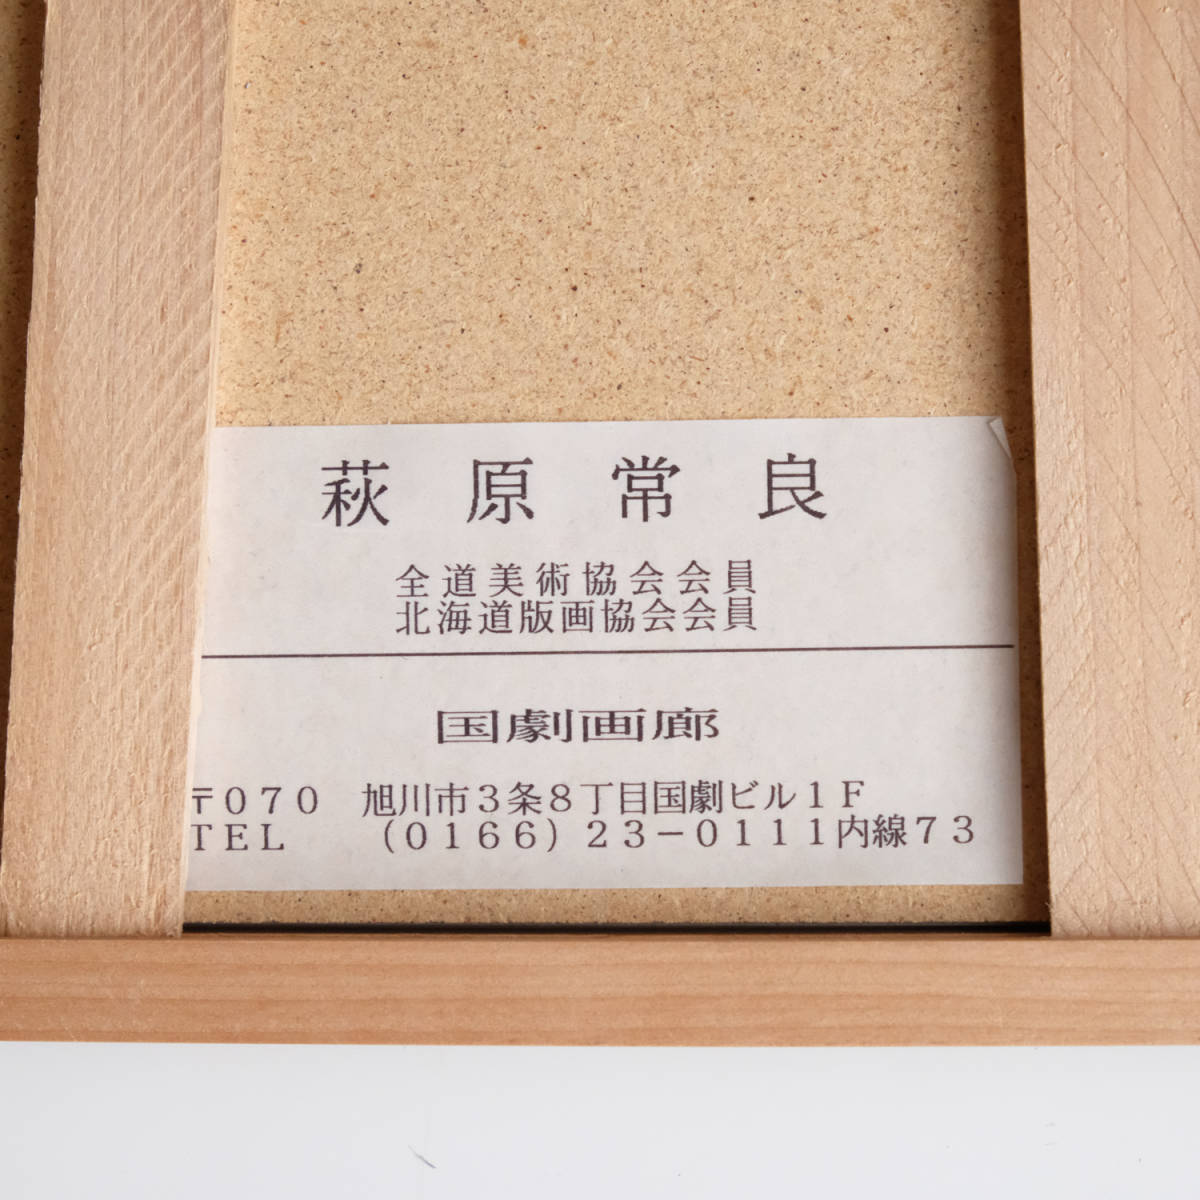 萩原常良
全道美術協会会員
北海道版画協会会員
国劇画廊
〒０７０　旭川市３条８丁目国劇ビル１Ｆ
ＴＥＬ　　（０１６６）２３－０１１１内線７３